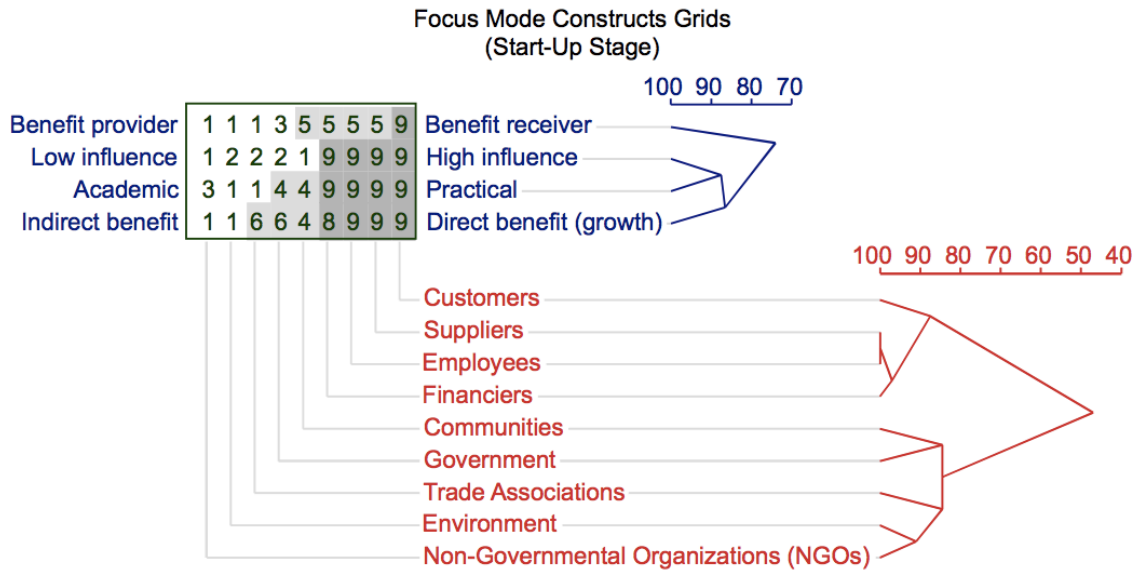 Focus Mode Constructs Grids
(Start-Up Stage)
100 90 80 70
Benefit provider 1 1 1 3 5 5 5 5 9 Benefit receiver
Low influence 1 2 2 2 1 9 9 9 9 High influence
Academic 3 1 1 4 4 9 9 9 9 Practical
Indirect benefit 1 1 6 6 4 8 9 9 9 Direct benefit (growth)
100 90 80 70 60 50 40
Customers
Suppliers
Employees
Financiers
Communities
Government
Trade Associations
Environment
Non-Governmental Organizations (NGOs)